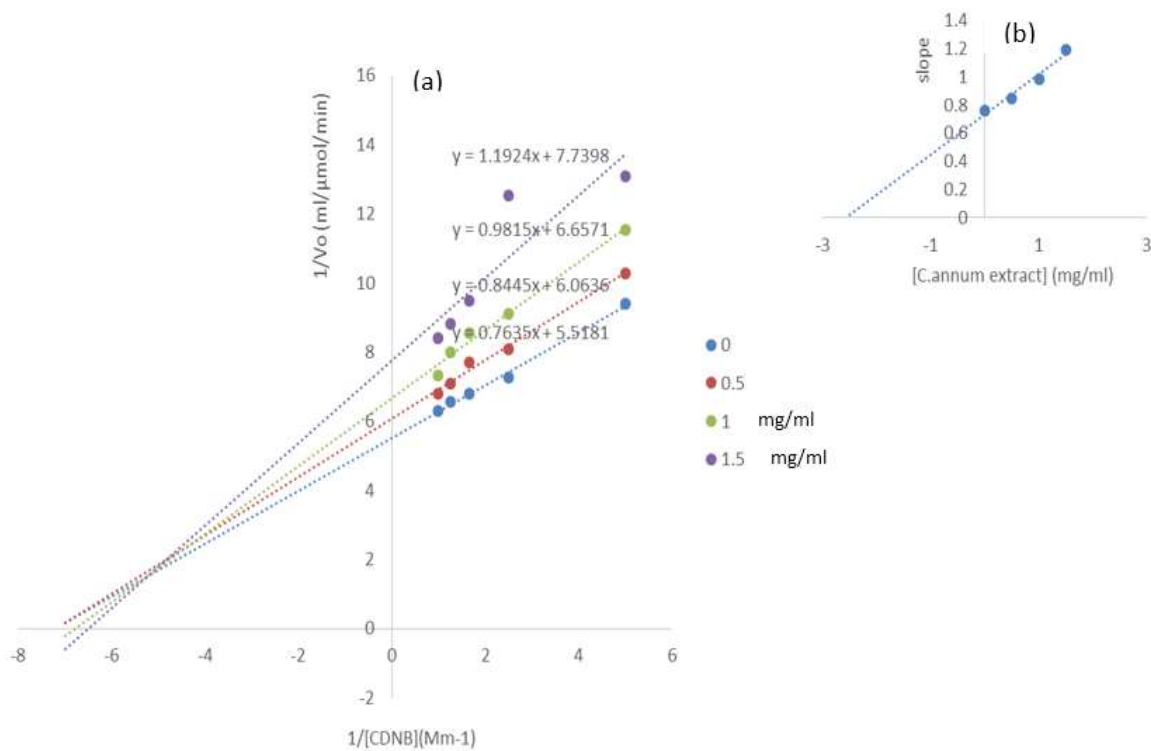 (a)
16
14
12
10
8
6
4
2
0
-2
1/Vo (ml/µmol/min)
y = 1.1924x + 7.7398
y = 0.9815x + 6.6571
y = 0.8445x + 6.0636
y = 0.7635x + 5.5181
-8 -6 -4 -2 0 2 4 6
1/[CDNB](Mm-1)
(b)
1.4
1.2
1
0.8
0.6
0.4
0.2
0
slope
-3 -1 1 3
[C.annum extract] (mg/ml)
0
0.5
1 mg/ml
1.5 mg/ml